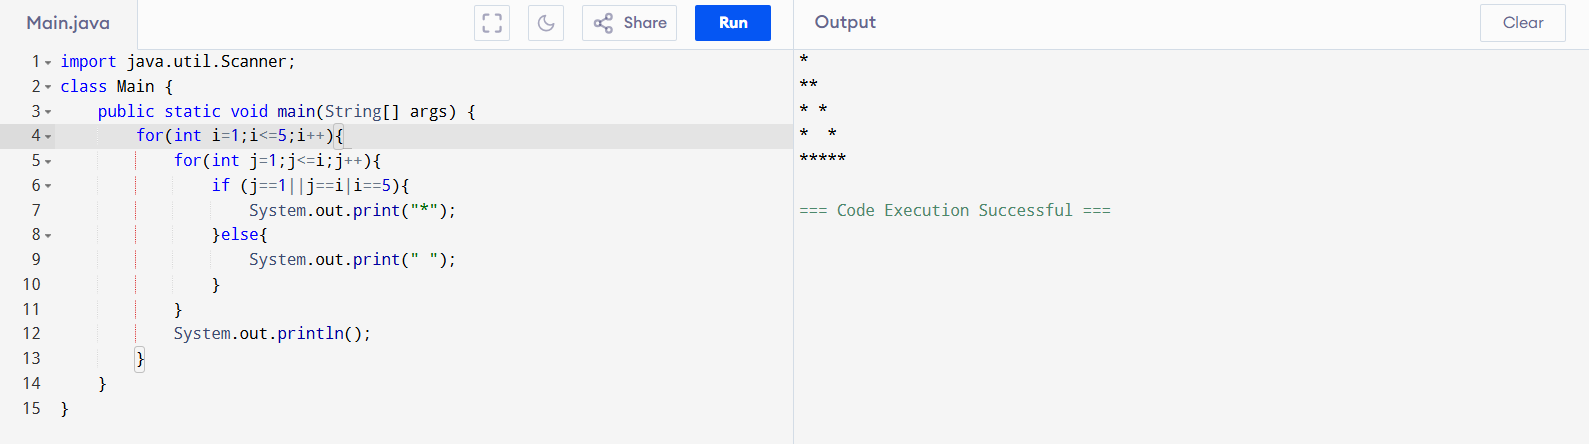 Main.java
Share
Run
Output
Clear
1 import java.util.Scanner;
2 class Main {
3     public static void main(String[] args) {
4         for(int i=1;i<=5;i++){
5             for(int j=1;j<=i;j++){
6                 if (j==1||j==i|i==5){
7                     System.out.print("*");
8                 }else{
9                     System.out.print(" ");
10                 }
11             }
12             System.out.println();
13         }
14     }
15 }
*
**
* *
*  *
*****
=== Code Execution Successful ===